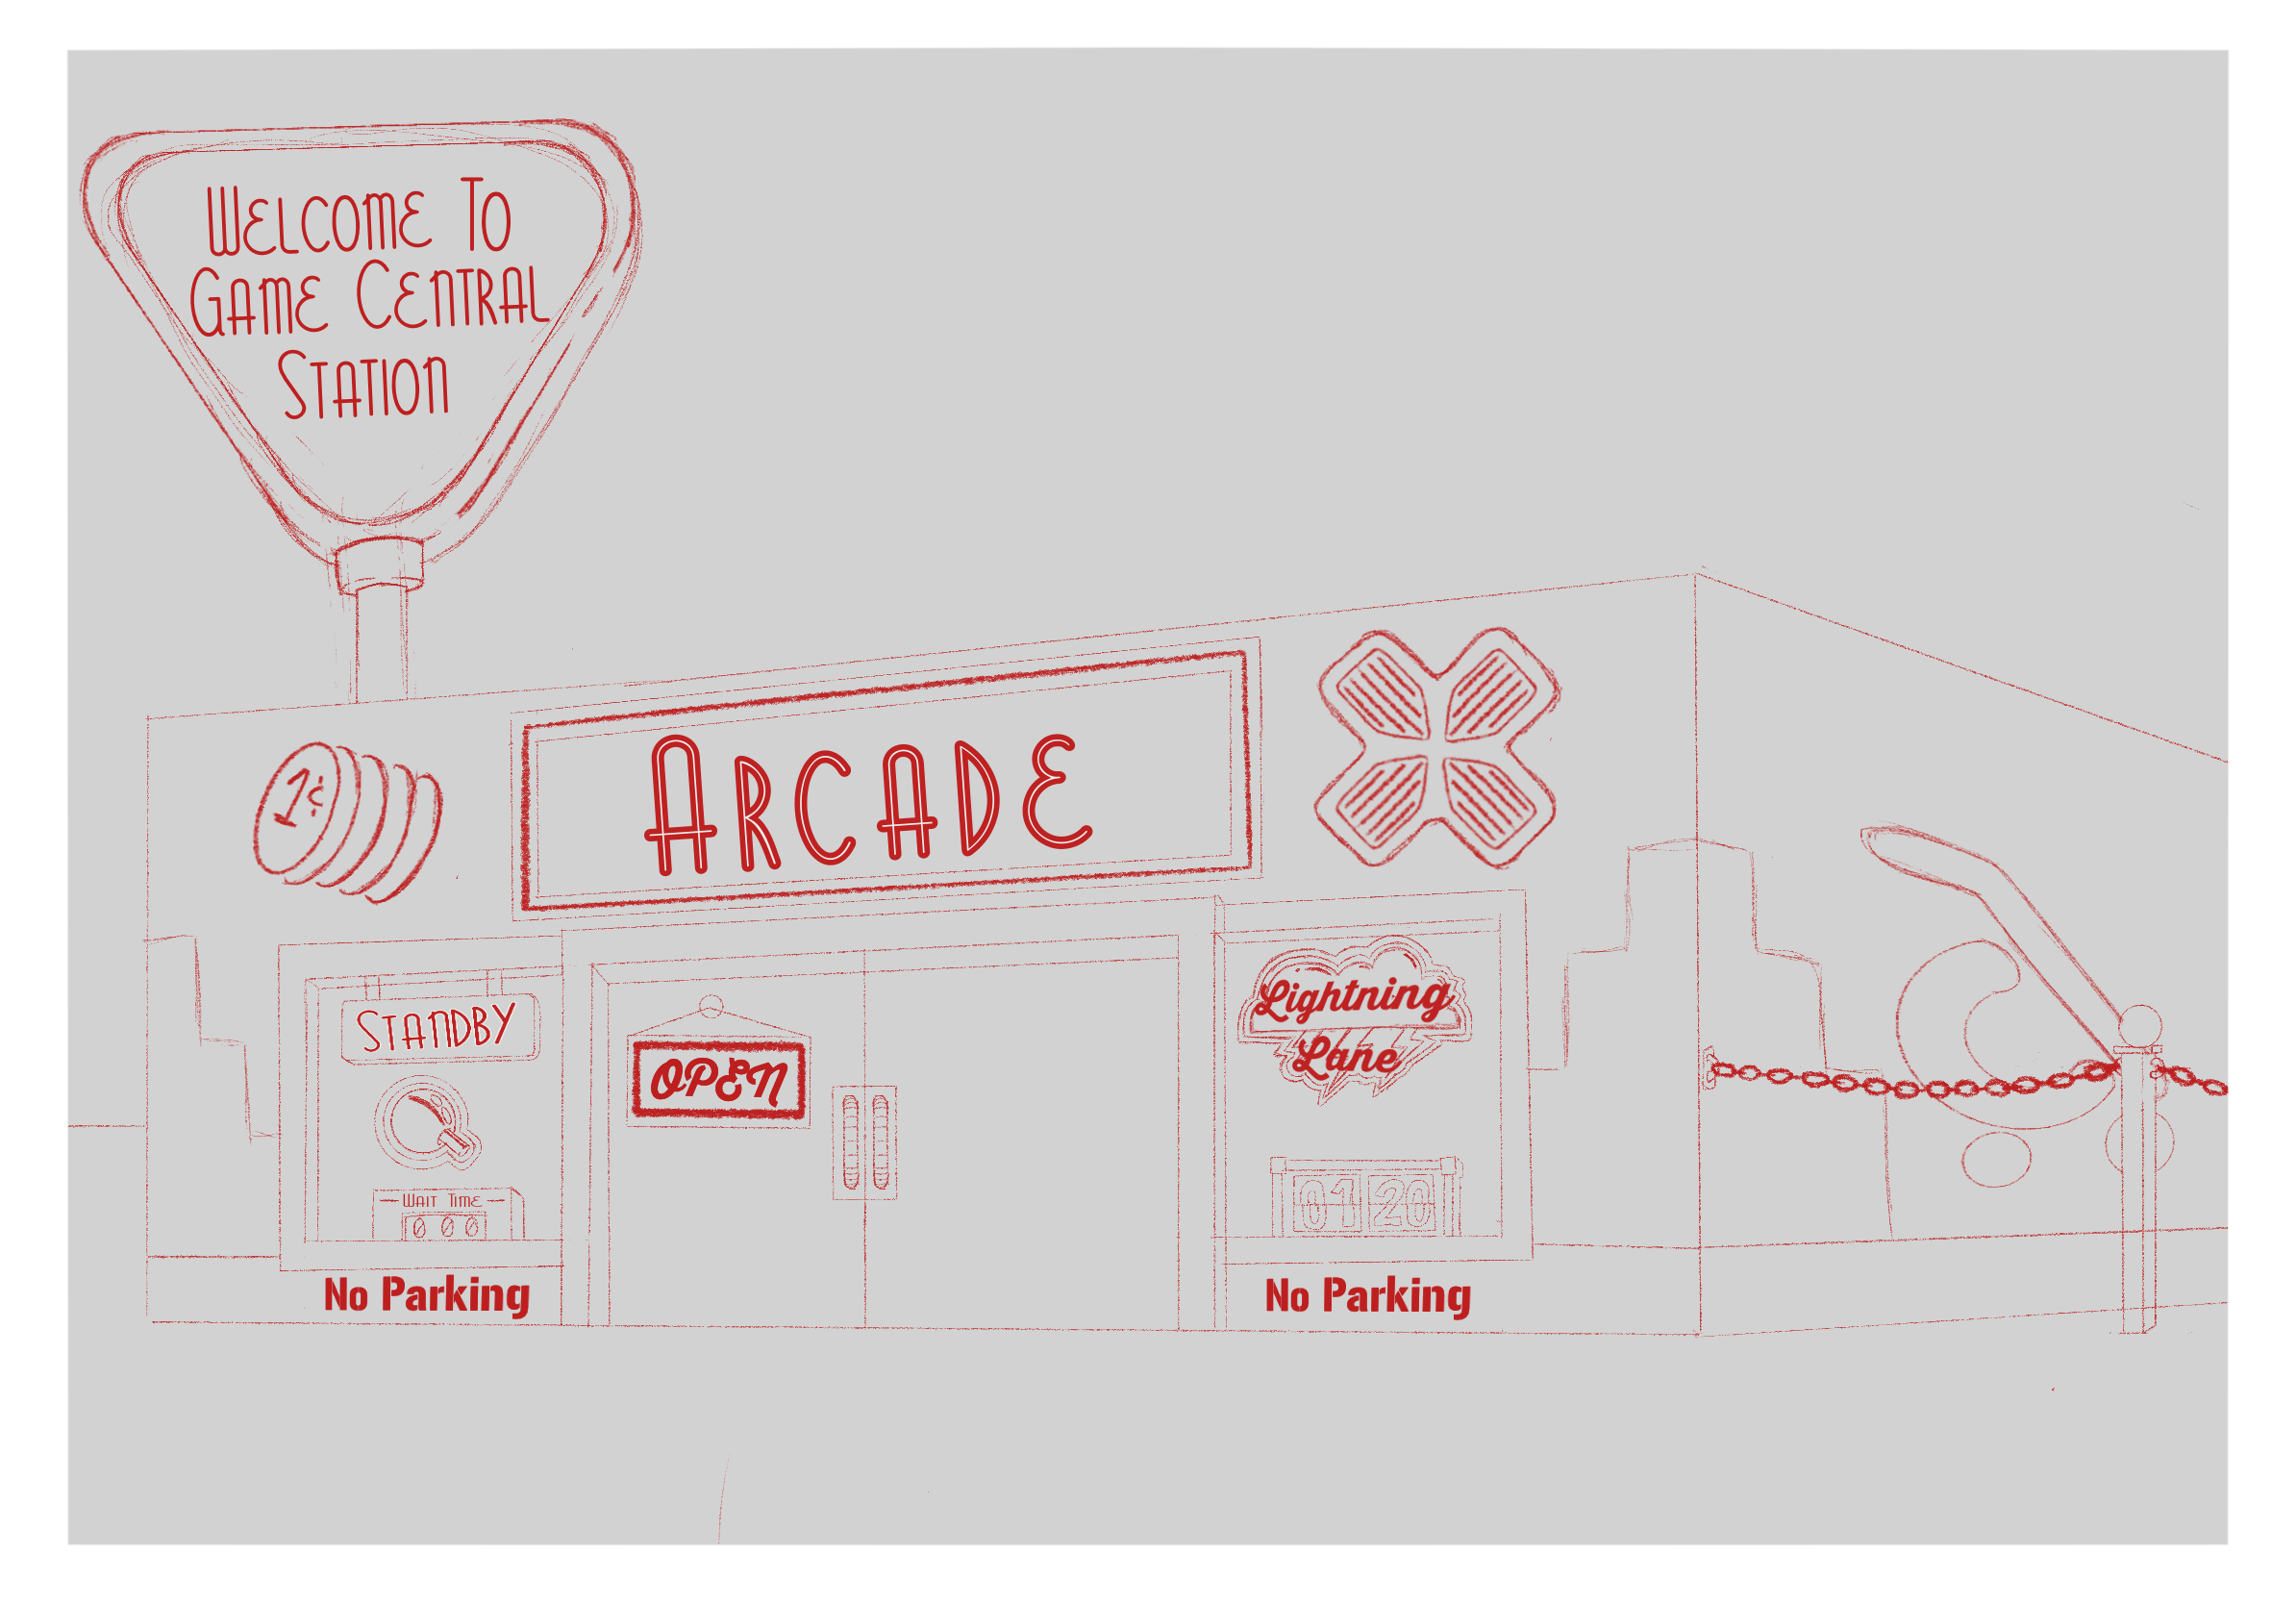 Welcome To
Game Central
Station
1¢
Arcade
Standby
OPEN
Lightning
Lane
Wait Time
0 0 0
01 20
No Parking
No Parking